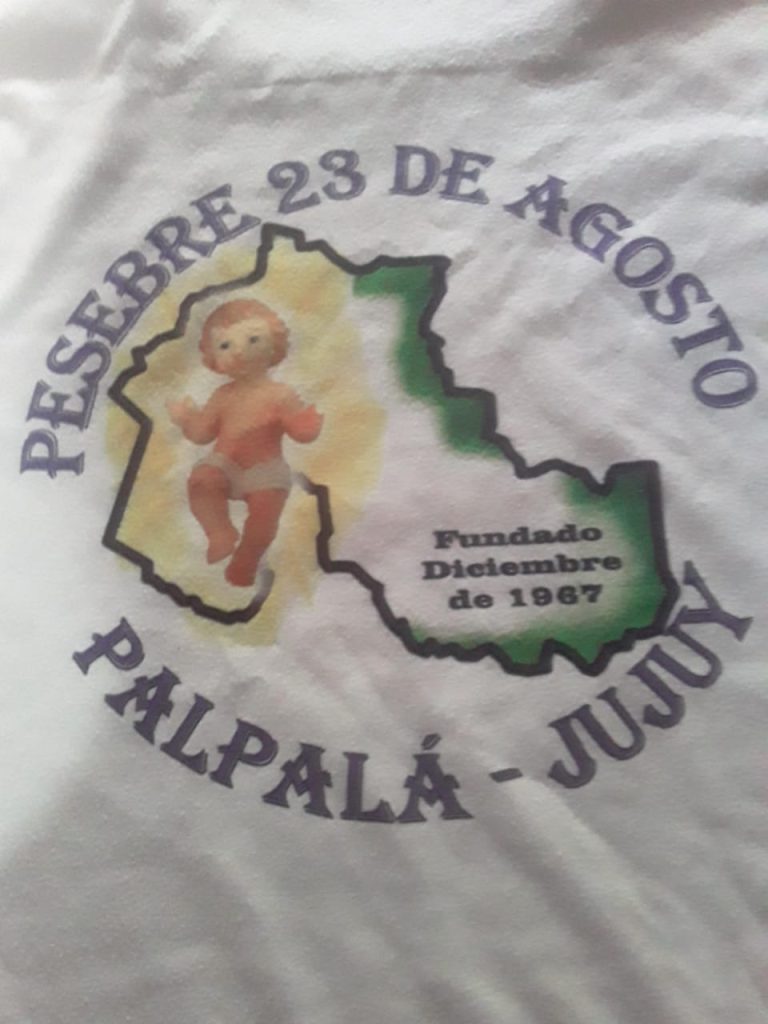 PESEBRE 23 DE AGOSTO
Fundado
Diciembre
de 1967
PALPALÁ - JUJUY